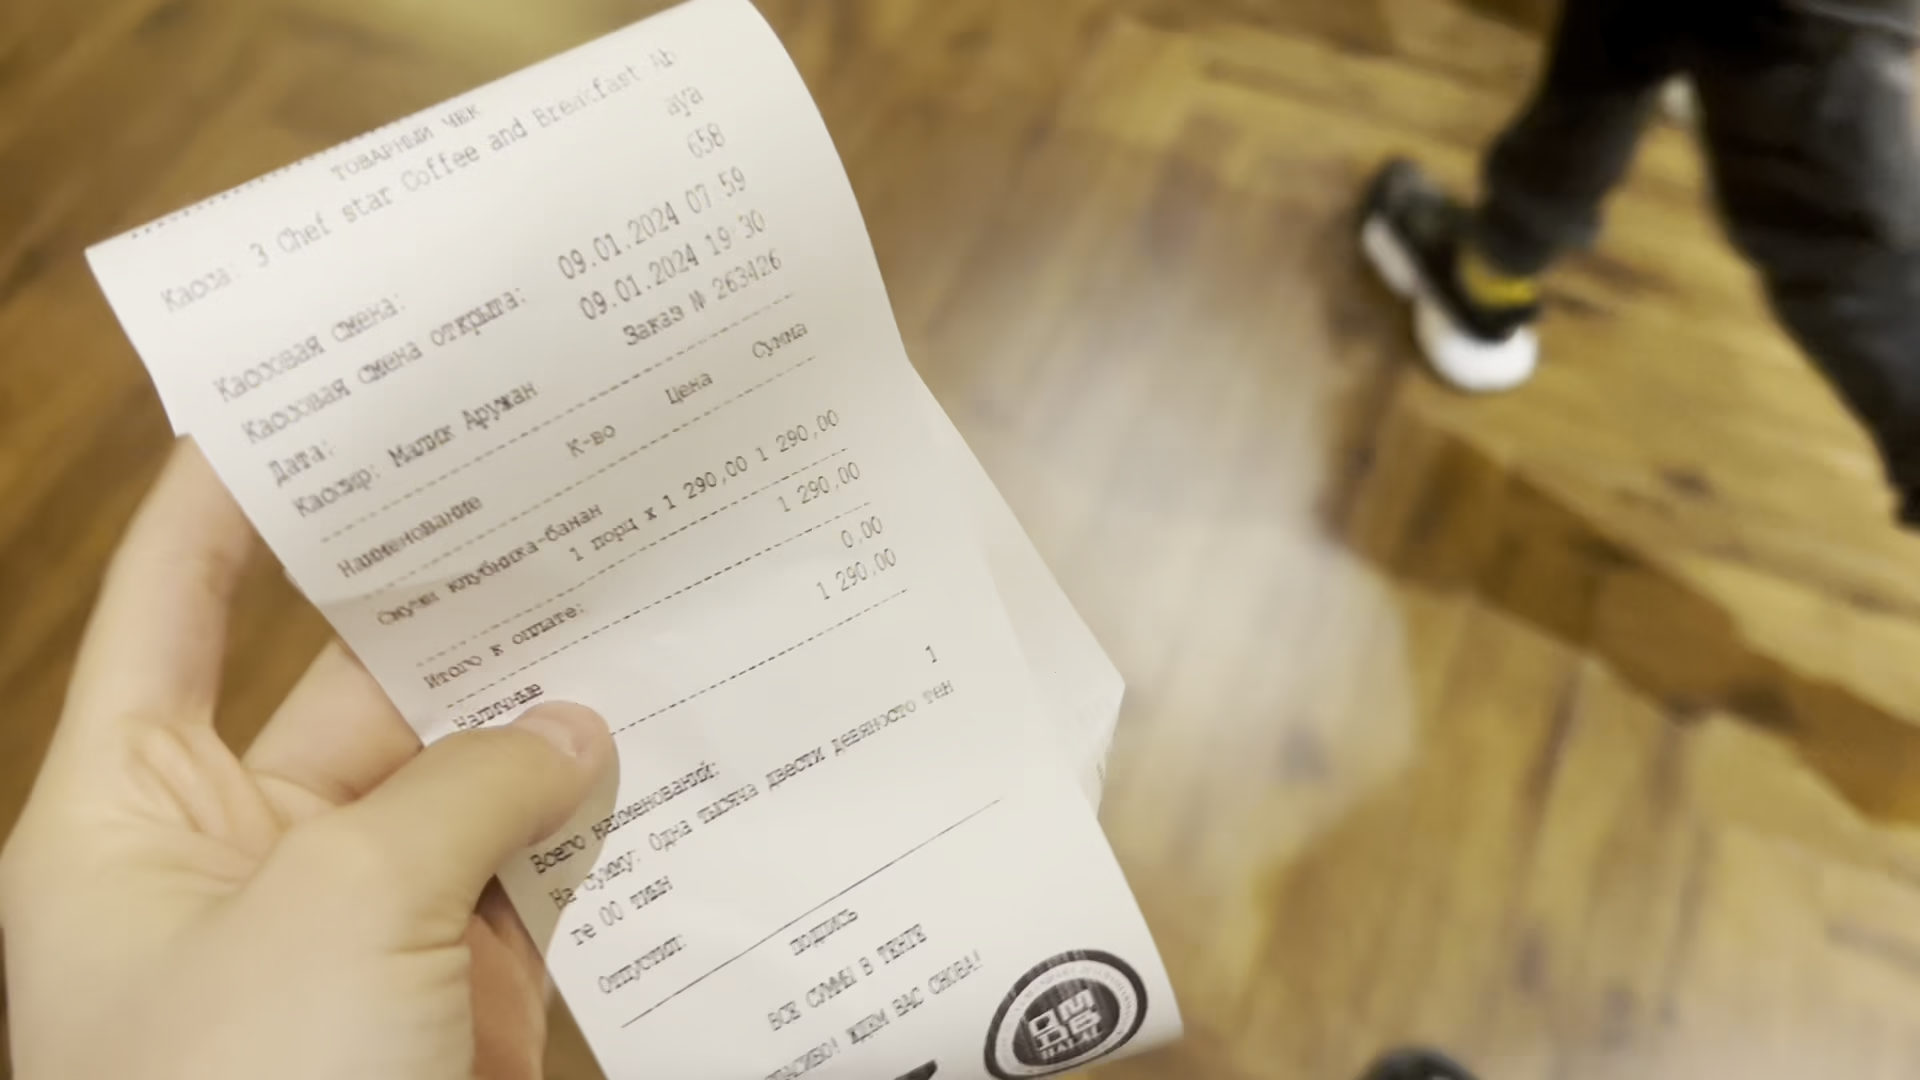 ТОВАРНЫЙ ЧЕК
Касса: 3 Chef star Coffee and Breakfast Ab
aya
Кассовая смена: 658
Кассовая смена открыта: 09.01.2024 07:59
Дата: 09.01.2024 19:30
Кассир: Малик Аружан Заказ № 263426
Наименование К-во Цена Сумма
Смузи клубника-банан
1 порц x 1 290,00 1 290,00
Итого к оплате: 1 290,00
0,00
Наличные 1 290,00
Всего наименований: 1
На сумму: Одна тысяча двести девяносто тен
ге 00 тиын
Отпустил:
подпись
ВСЕ СУММЫ В ТЕНГЕ
СПАСИБО! ЖДЕМ ВАС СНОВА!
HALAL